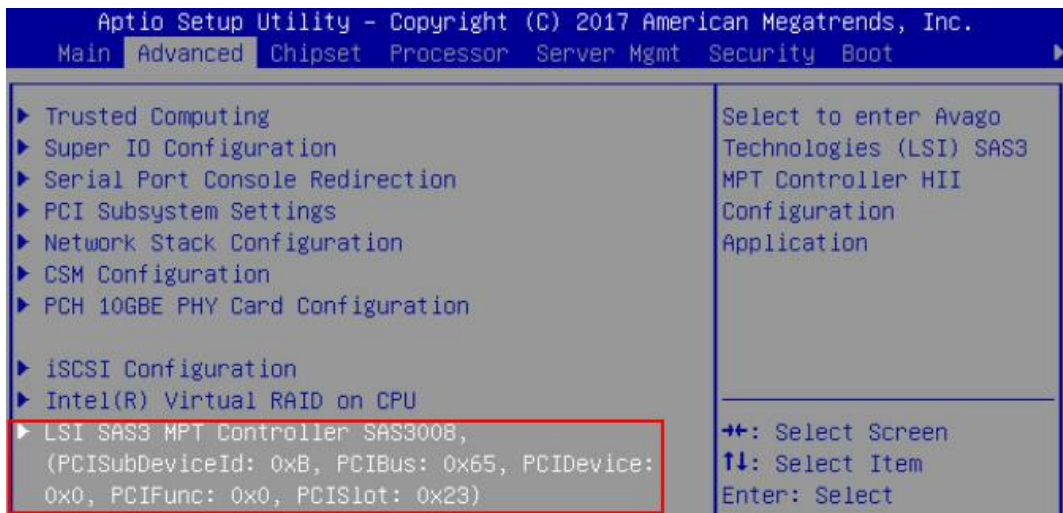 Aptio Setup Utility – Copyright (C) 2017 American Megatrends, Inc.
Main Advanced Chipset Processor Server Mgmt Security Boot
Trusted Computing
Super IO Configuration
Serial Port Console Redirection
PCI Subsystem Settings
Network Stack Configuration
CSM Configuration
PCH 10GBE PHY Card Configuration
iSCSI Configuration
Intel(R) Virtual RAID on CPU
LSI SAS3 MPT Controller SAS3008,
(PCISubDeviceId: 0xB, PCIBus: 0x65, PCIDevice:
0x0, PCIFunc: 0x0, PCISlot: 0x23)
Select to enter Avago
Technologies (LSI) SAS3
MPT Controller HII
Configuration
Application
→←: Select Screen
↑↓: Select Item
Enter: Select